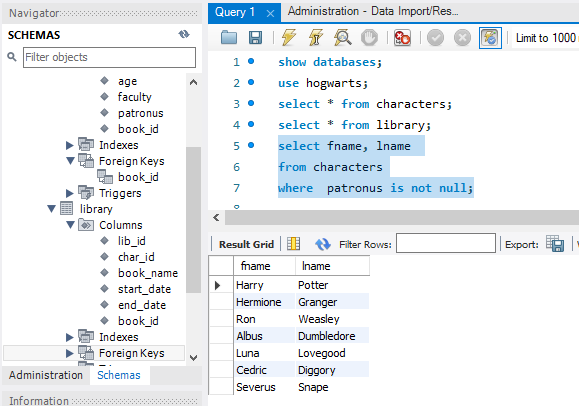 Navigator
SCHEMAS
Filter objects
age
faculty
patronus
book_id
Indexes
Foreign Keys
book_id
Triggers
library
Columns
lib_id
char_id
book_name
start_date
end_date
book_id
Indexes
Foreign Keys
Administration Schemas
Information
Query 1 Administration - Data Import/Res...
Limit to 1000
1 show databases;
2 use hogwarts;
3 select * from characters;
4 select * from library;
5 select fname, lname
6 from characters
7 where patronus is not null;
8
Result Grid Filter Rows: Export:
fname lname
Harry Potter
Hermione Granger
Ron Weasley
Albus Dumbledore
Luna Lovegood
Cedric Diggory
Severus Snape